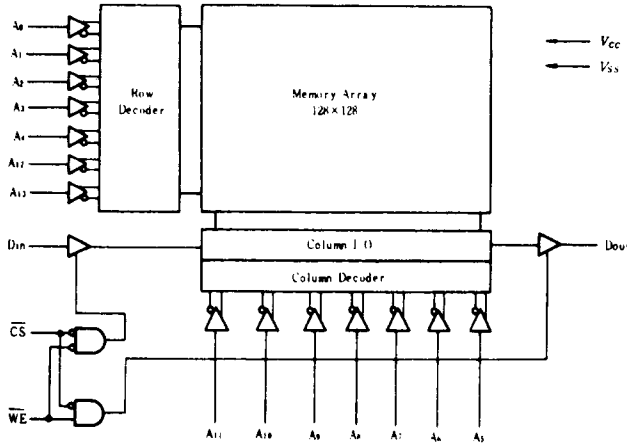 A0
A1
A2
A3
A4
A12
A13
Row
Decoder
Memory Array
128×128
VCC
VSS
Din
Column I/O
Dout
Column Decoder
CS
WE
A11
A10
A9
A8
A7
A6
A5